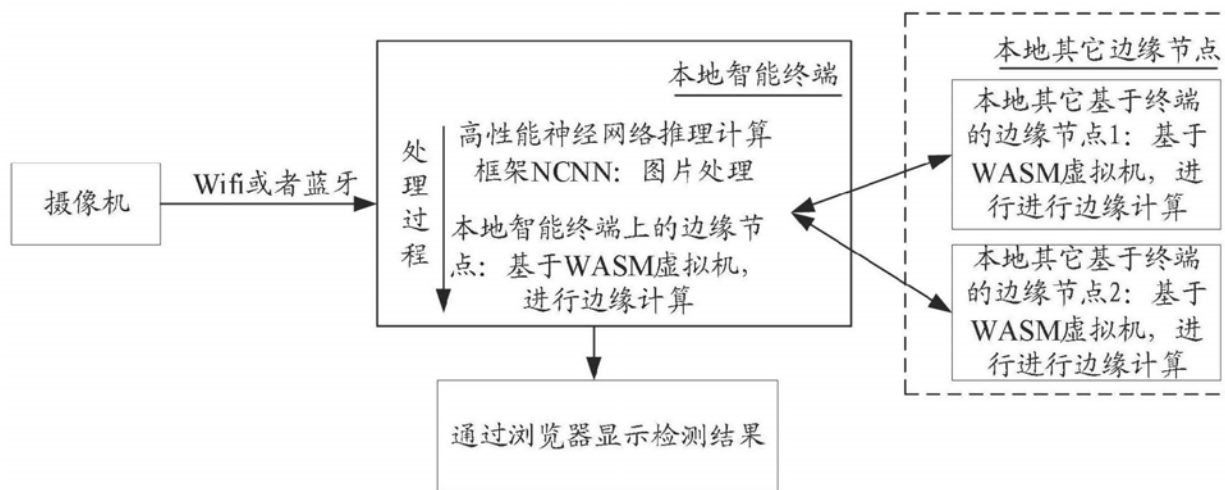 摄像机
Wifi或者蓝牙
本地智能终端
处理过程
高性能神经网络推理计算
框架NCNN：图片处理
本地智能终端上的边缘节
点：基于WASM虚拟机，
进行边缘计算
通过浏览器显示检测结果
本地其它边缘节点
本地其它基于终端
的边缘节点1：基于
WASM虚拟机，进
行进行边缘计算
本地其它基于终端
的边缘节点2：基于
WASM虚拟机，进
行进行边缘计算